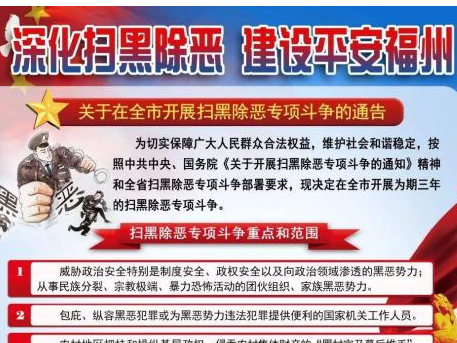 深化扫黑除恶 建设平安福州
关于在全市开展扫黑除恶专项斗争的通告
为切实保障广大人民群众合法权益，维护社会和谐稳定，按
照中共中央、国务院《关于开展扫黑除恶专项斗争的通知》精神
和全省扫黑除恶专项斗争部署要求，现决定在全市开展为期三年
的扫黑除恶专项斗争。
黑恶
扫黑除恶专项斗争重点和范围
1 威胁政治安全特别是制度安全、政权安全以及向政治领域渗透的黑恶势力；
从事民族分裂、宗教极端、暴力恐怖活动的团伙组织、家族黑恶势力。
2 包庇、纵容黑恶犯罪或为黑恶势力违法犯罪提供便利的国家机关工作人员。